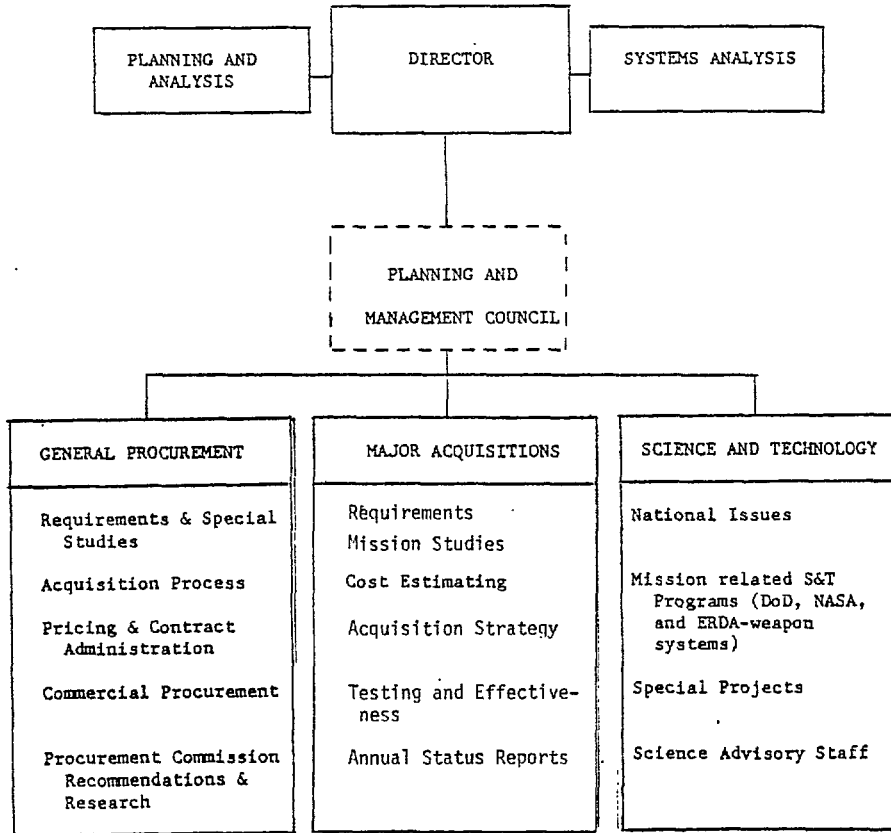 PLANNING AND
ANALYSIS
DIRECTOR
SYSTEMS ANALYSIS
PLANNING AND
MANAGEMENT COUNCIL
GENERAL PROCUREMENT
Requirements & Special
Studies
Acquisition Process
Pricing & Contract
Administration
Commercial Procurement
Procurement Commission
Recommendations &
Research
MAJOR ACQUISITIONS
Requirements
Mission Studies
Cost Estimating
Acquisition Strategy
Testing and Effective-
ness
Annual Status Reports
SCIENCE AND TECHNOLOGY
National Issues
Mission related S&T
Programs (DoD, NASA,
and ERDA-weapon
systems)
Special Projects
Science Advisory Staff